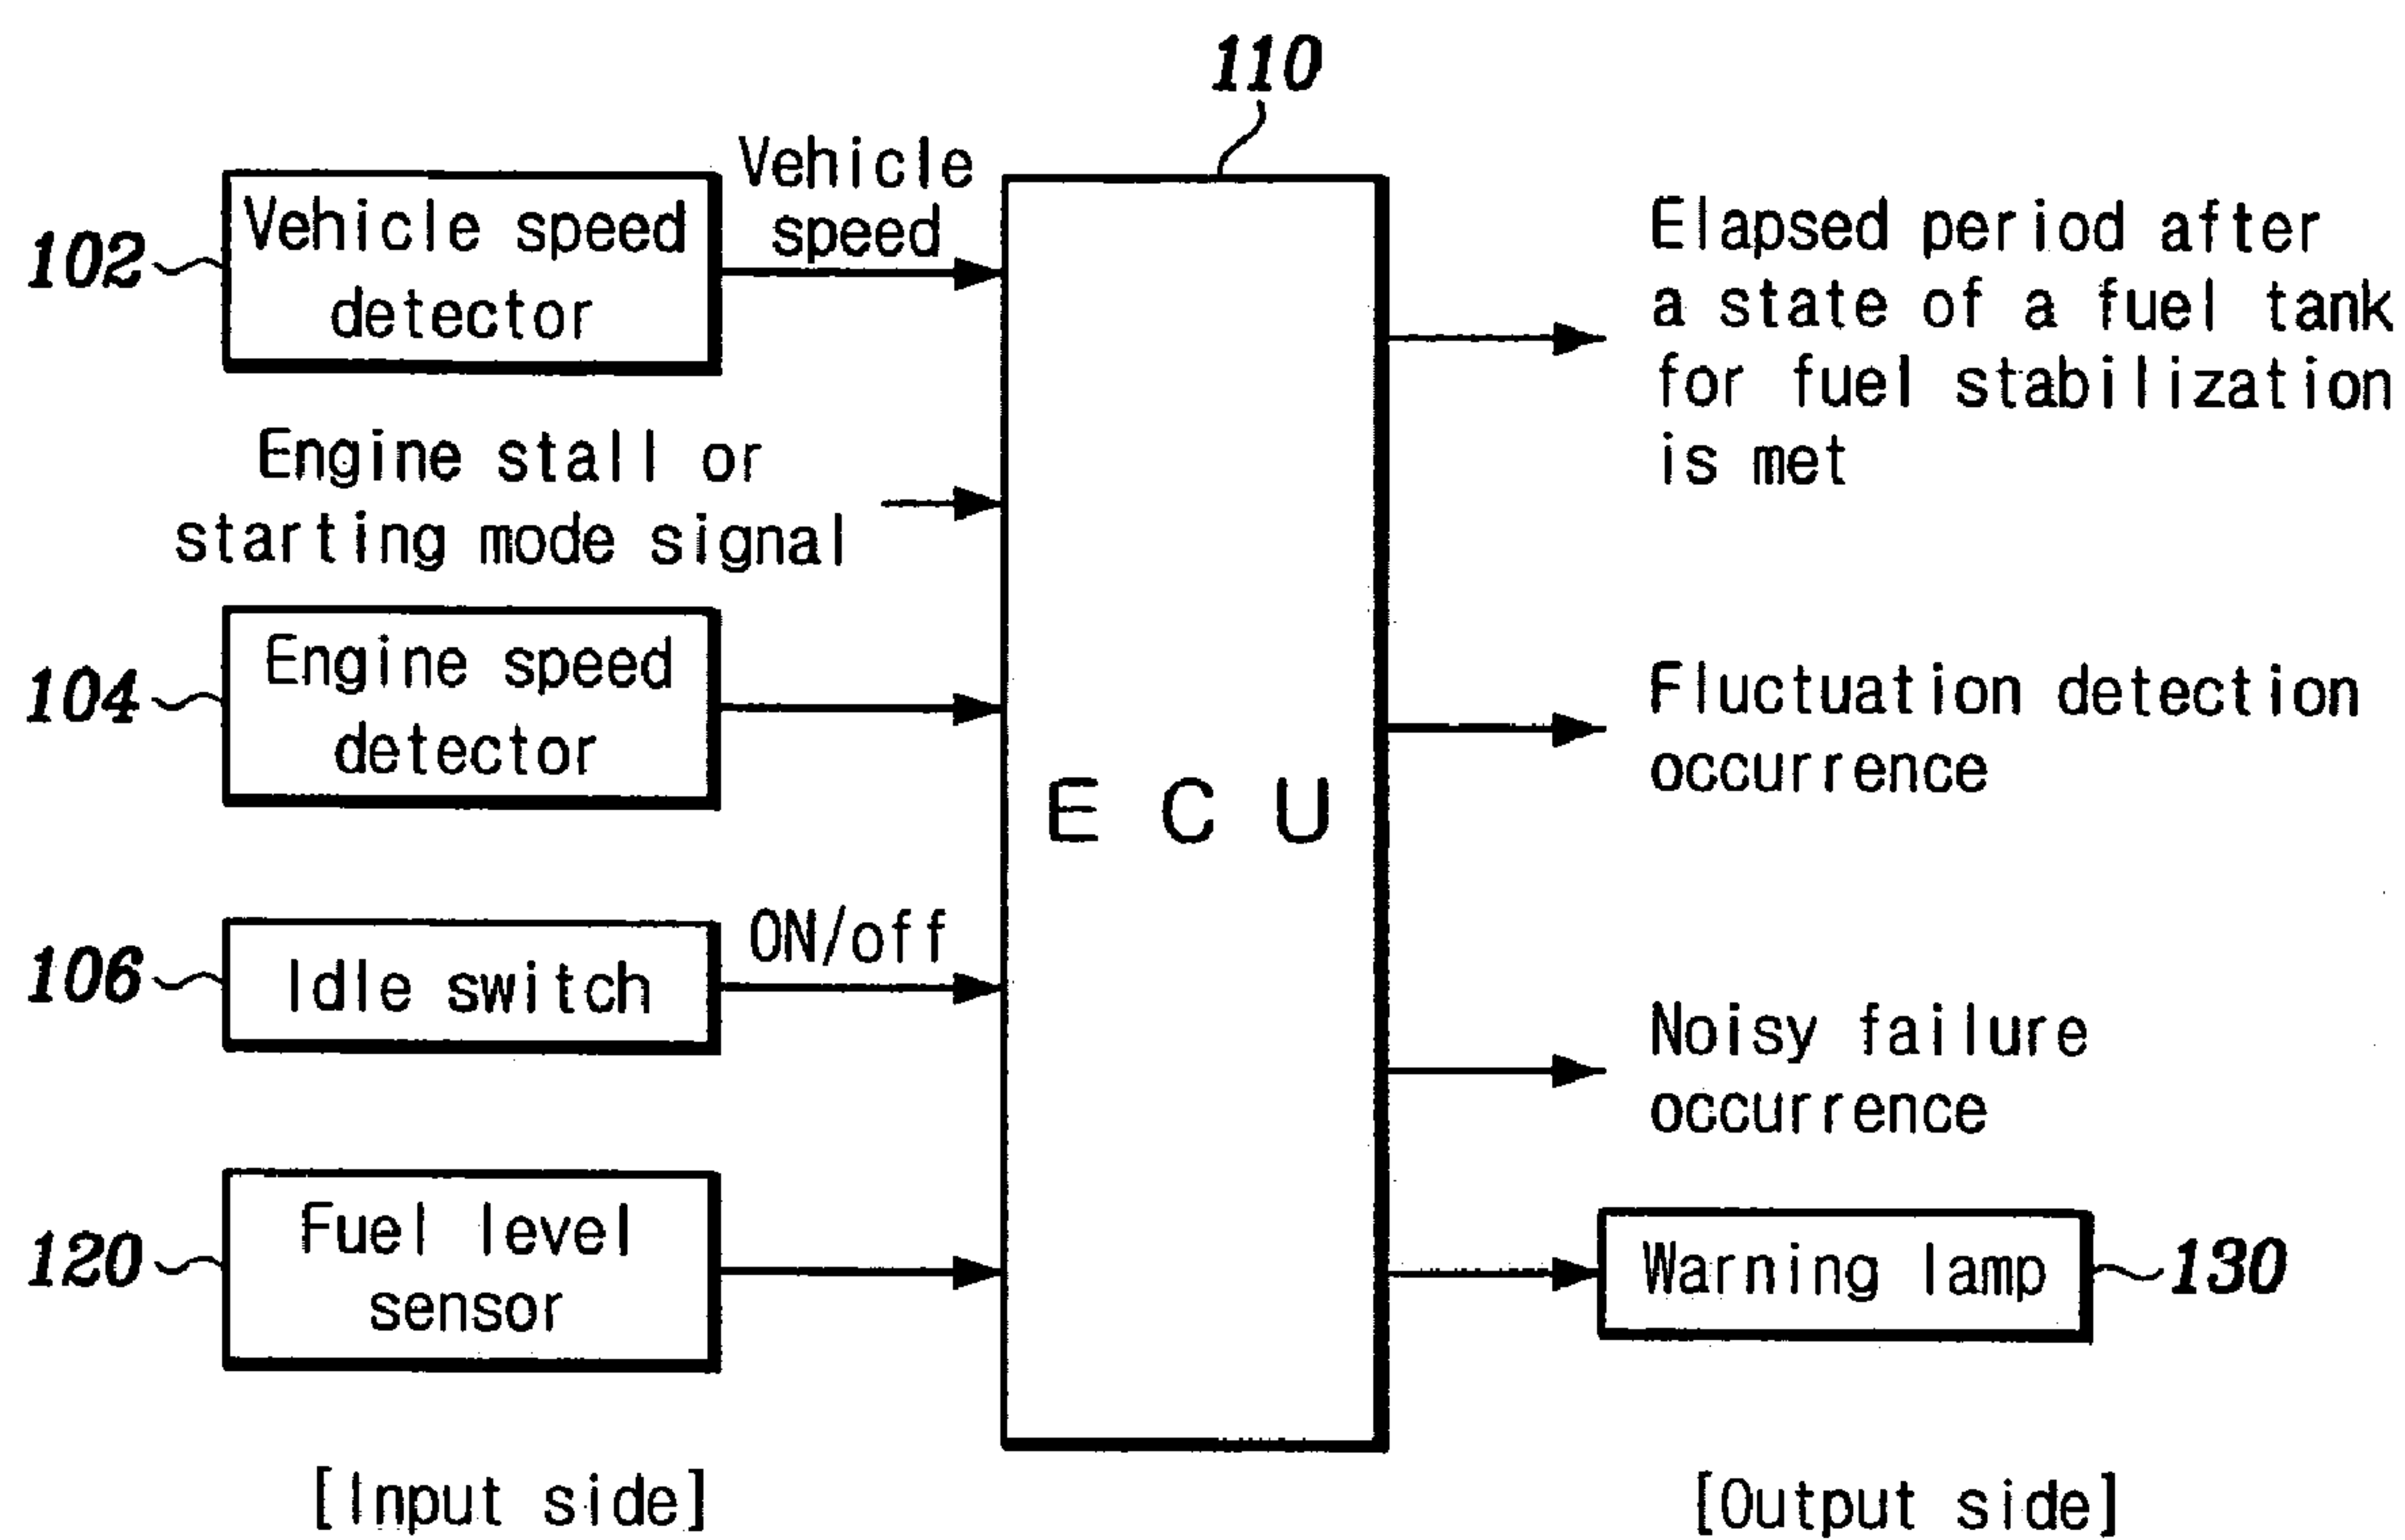 110
Vehicle
speed
Vehicle speed
detector
102
Engine stall or
starting mode signal
Engine speed
detector
104
ON/off
Idle switch
106
Fuel level
sensor
120
[Input side]
E C U
Elapsed period after
a state of a fuel tank
for fuel stabilization
is met
Fluctuation detection
occurrence
Noisy failure
occurrence
Warning lamp
130
[Output side]